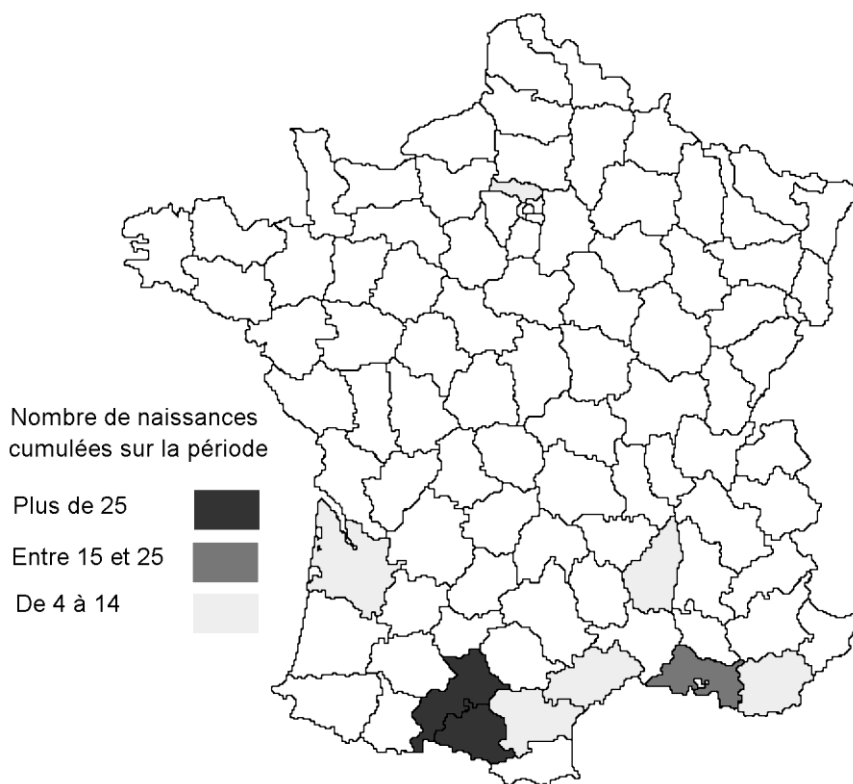 Nombre de naissances
cumulées sur la période
Plus de 25
Entre 15 et 25
De 4 à 14